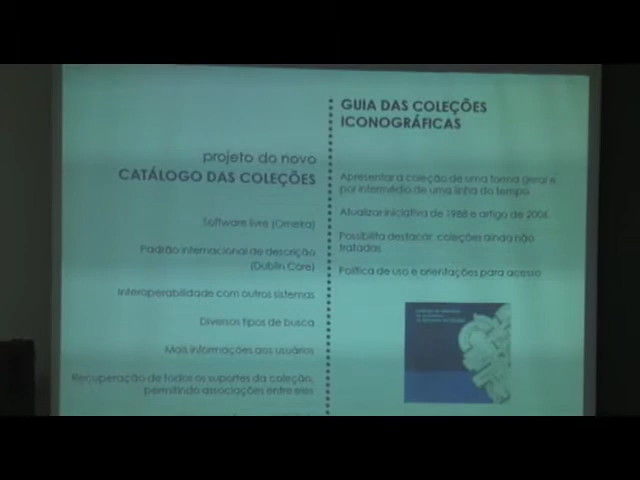 projeto do novo
CATÁLOGO DAS COLEÇÕES
Software livre (Omeka)
Padrão internacional de descrição
(Dublin Core)
Interoperabilidade com outros sistemas
Diversos tipos de busca
Mais informações aos usuários
Recuperação de todos os suportes da coleção,
permitindo associações entre eles
GUIA DAS COLEÇÕES
ICONOGRÁFICAS
Apresentar a coleção de uma forma geral e
por intermédio de uma linha do tempo
Atualizar iniciativa de 1988 e artigo de 2006
Possibilita destacar coleções ainda não
tratadas
Política de uso e orientações para acesso